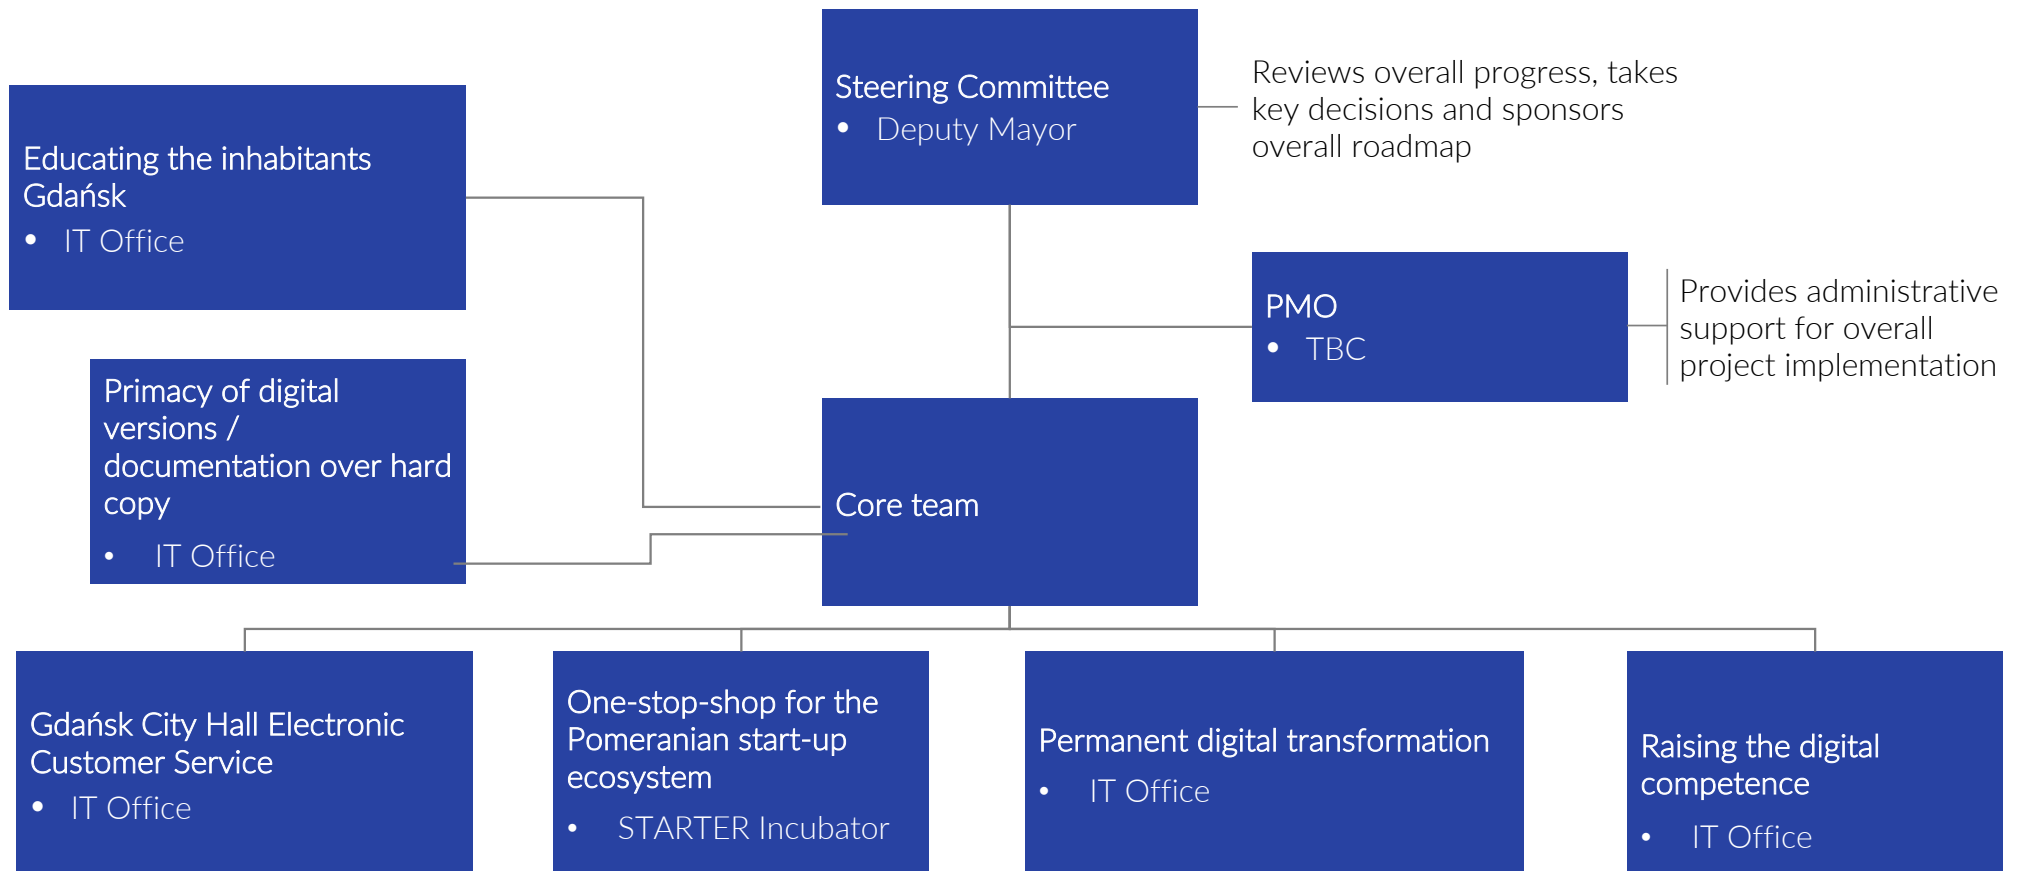 Steering Committee
• Deputy Mayor
Reviews overall progress, takes
key decisions and sponsors
overall roadmap
Educating the inhabitants
Gdańsk
• IT Office
PMO
• TBC
Provides administrative
support for overall
project implementation
Primacy of digital
versions /
documentation over hard
copy
• IT Office
Core team
Gdańsk City Hall Electronic
Customer Service
• IT Office
One-stop-shop for the
Pomeranian start-up
ecosystem
• STARTER Incubator
Permanent digital transformation
• IT Office
Raising the digital
competence
• IT Office